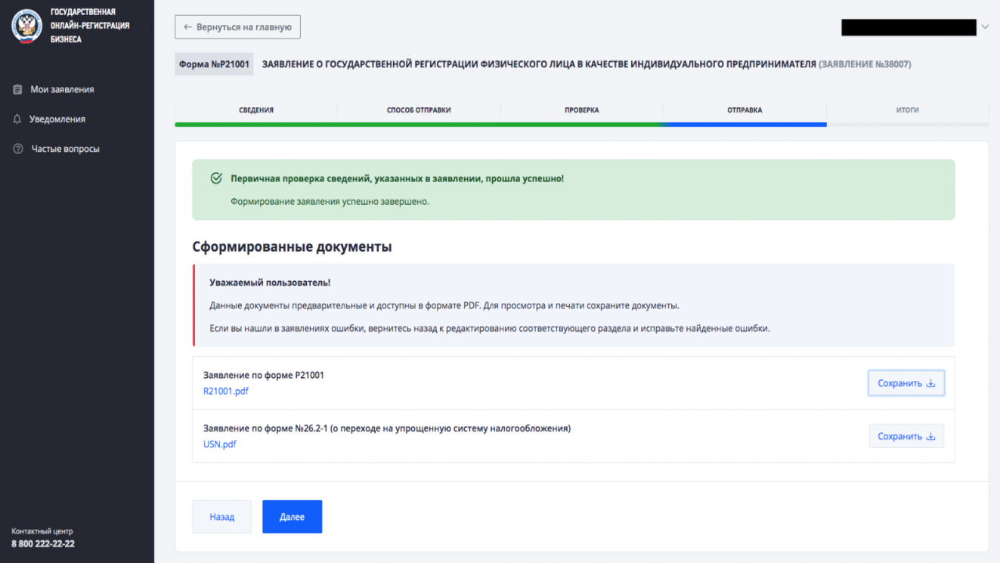 ГОСУДАРСТВЕННАЯ
ОНЛАЙН-РЕГИСТРАЦИЯ
БИЗНЕСА
Мои заявления
Уведомления
Частые вопросы
Контактный центр
8 800 222-22-22
← Вернуться на главную
Форма №Р21001 ЗАЯВЛЕНИЕ О ГОСУДАРСТВЕННОЙ РЕГИСТРАЦИИ ФИЗИЧЕСКОГО ЛИЦА В КАЧЕСТВЕ ИНДИВИДУАЛЬНОГО ПРЕДПРИНИМАТЕЛЯ (ЗАЯВЛЕНИЕ №38007)
СВЕДЕНИЯ СПОСОБ ОТПРАВКИ ПРОВЕРКА ОТПРАВКА ИТОГИ
Первичная проверка сведений, указанных в заявлении, прошла успешно!
Формирование заявления успешно завершено.
Сформированные документы
Уважаемый пользователь!
Данные документы предварительные и доступны в формате PDF. Для просмотра и печати сохраните документы.
Если вы нашли в заявлениях ошибки, вернитесь назад к редактированию соответствующего раздела и исправьте найденные ошибки.
Заявление по форме Р21001
R21001.pdf
Сохранить
Заявление по форме №26.2-1 (о переходе на упрощенную систему налогообложения)
USN.pdf
Сохранить
Назад Далее